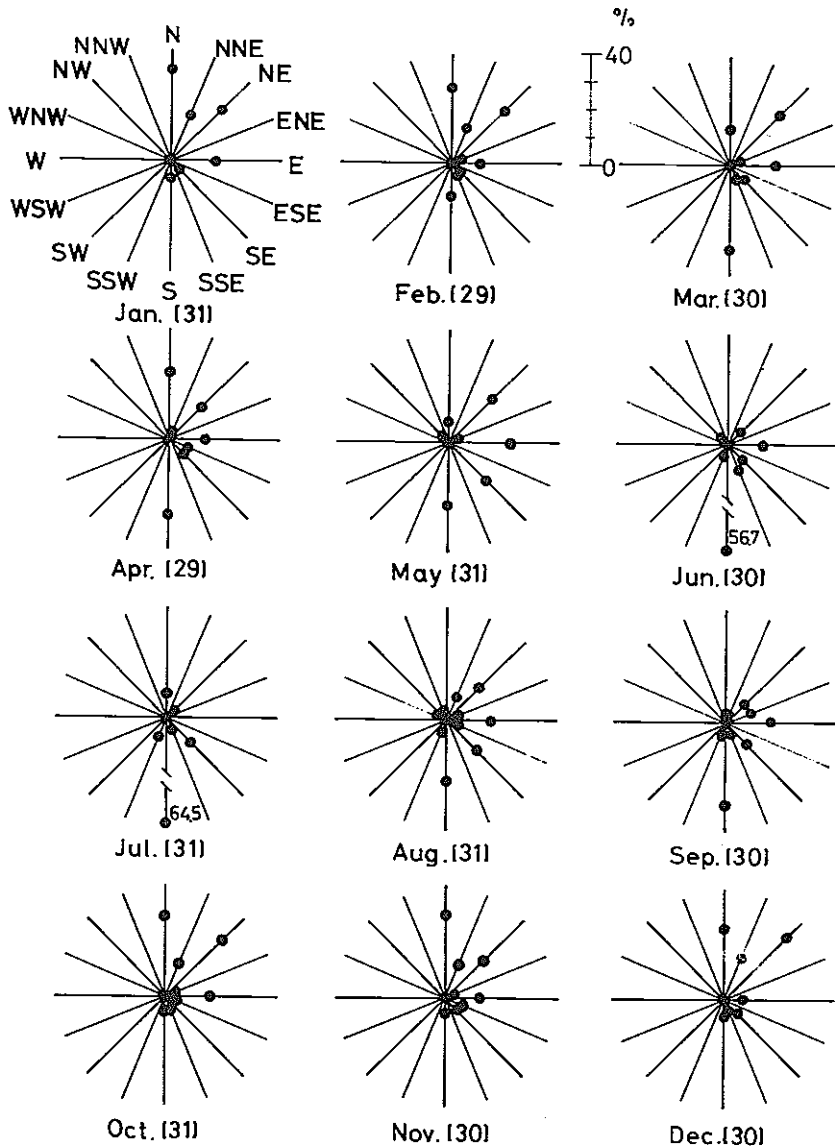 %
40
0
N
NNW
NNE
NW
NE
WNW
ENE
W
E
WSW
ESE
SW
SE
SSW
SSE
S
Jan. (31)
Feb. (29)
Mar. (30)
Apr. (29)
May (31)
56.7
Jun. (30)
64.5
Jul. (31)
Aug. (31)
Sep. (30)
Oct. (31)
Nov. (30)
Dec. (30)